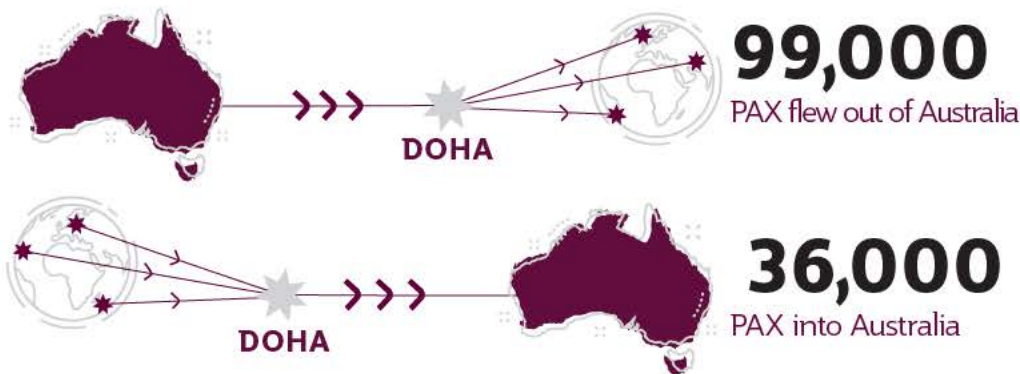 99,000
PAX flew out of Australia
DOHA
36,000
PAX into Australia
DOHA